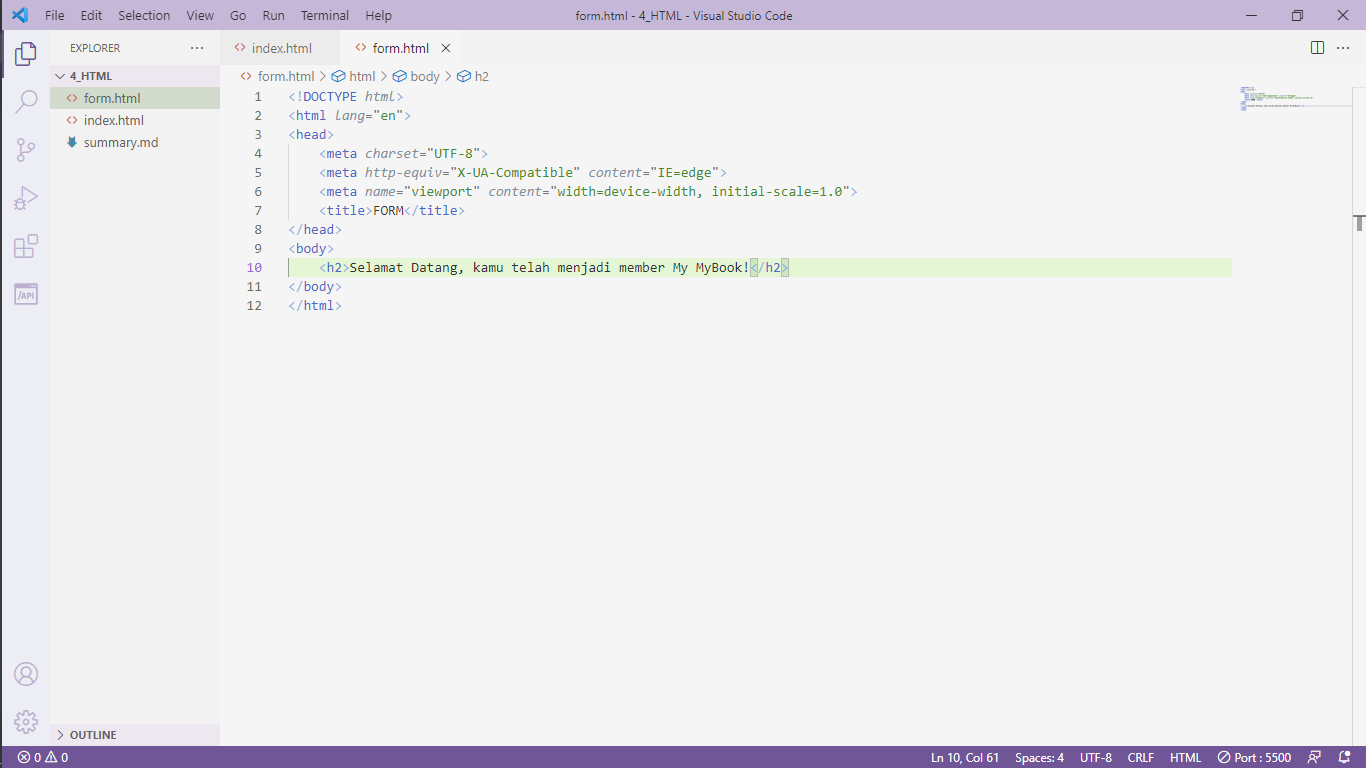 File Edit Selection View Go Run Terminal Help form.html - 4_HTML - Visual Studio Code
EXPLORER
4_HTML
form.html
index.html
summary.md
OUTLINE
index.html form.html
form.html > html > body > h2
1 <!DOCTYPE html>
2 <html lang="en">
3 <head>
4 <meta charset="UTF-8">
5 <meta http-equiv="X-UA-Compatible" content="IE=edge">
6 <meta name="viewport" content="width=device-width, initial-scale=1.0">
7 <title>FORM</title>
8 </head>
9 <body>
10 <h2>Selamat Datang, kamu telah menjadi member My MyBook!</h2>
11 </body>
12 </html>
/API
0 0 Ln 10, Col 61 Spaces: 4 UTF-8 CRLF HTML Port : 5500